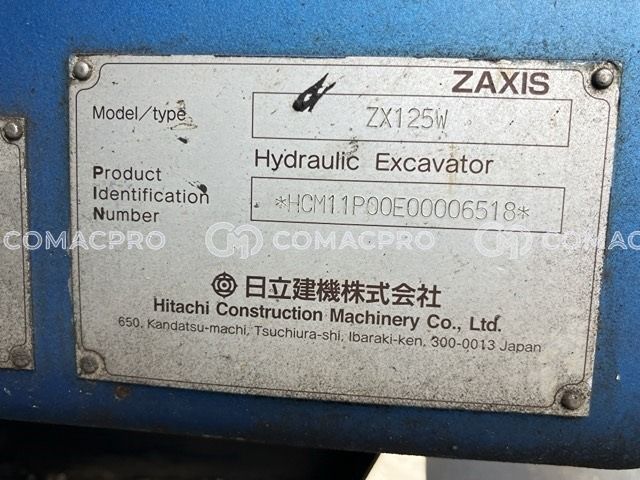 ZAXIS
Model/type ZX125W
Hydraulic Excavator
Product
Identification
Number
*HCM11P00E00006518*
COMACPRO COMACPRO COMACPRO
日立建機株式会社
Hitachi Construction Machinery Co., Ltd.
650, Kandatsu-machi, Tsuchiura-shi, Ibaraki-ken, 300-0013 Japan